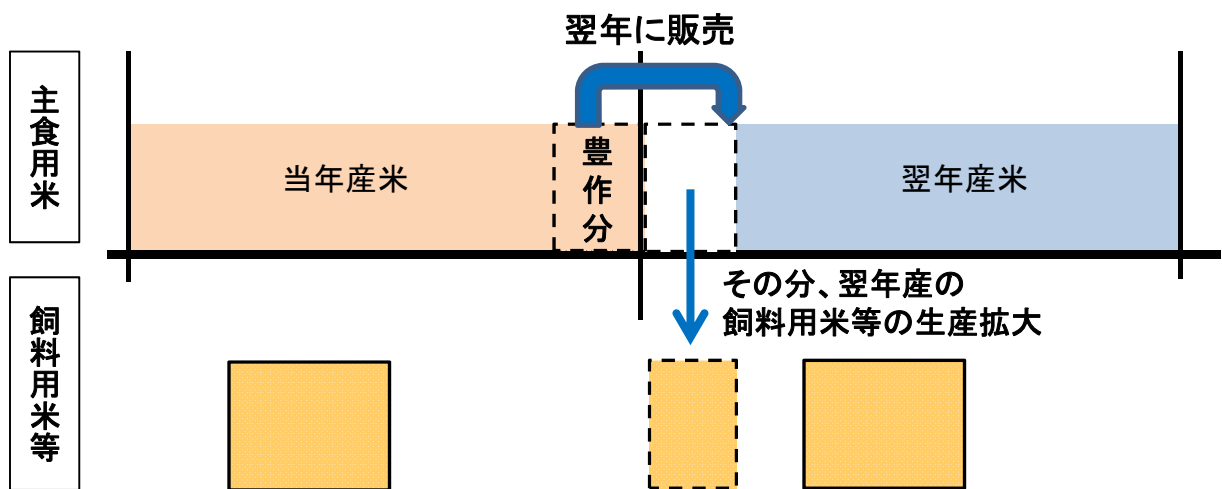 翌年に販売
主食用米
当年産米
豊作分
翌年産米
その分、翌年産の
飼料用米等の生産拡大
飼料用米等